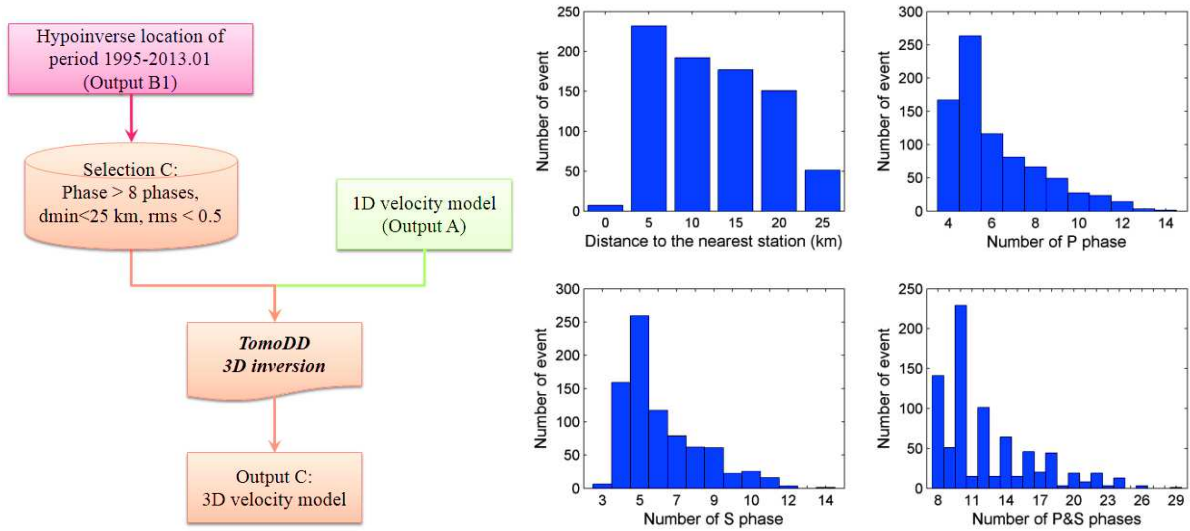 Hypoinverse location of
period 1995-2013.01
(Output B1)
Selection C:
Phase > 8 phases,
dmin<25 km, rms < 0.5
1D velocity model
(Output A)
TomoDD
3D inversion
Output C:
3D velocity model
250
200
150
100
50
0
Number of event
0 5 10 15 20 25
Distance to the nearest station (km)
300
250
200
150
100
50
0
Number of event
4 6 8 10 12 14
Number of P phase
300
250
200
150
100
50
0
Number of event
3 5 7 9 10 12 14
Number of S phase
250
200
150
100
50
0
Number of event
8 11 14 17 20 23 26 29
Number of P&S phases